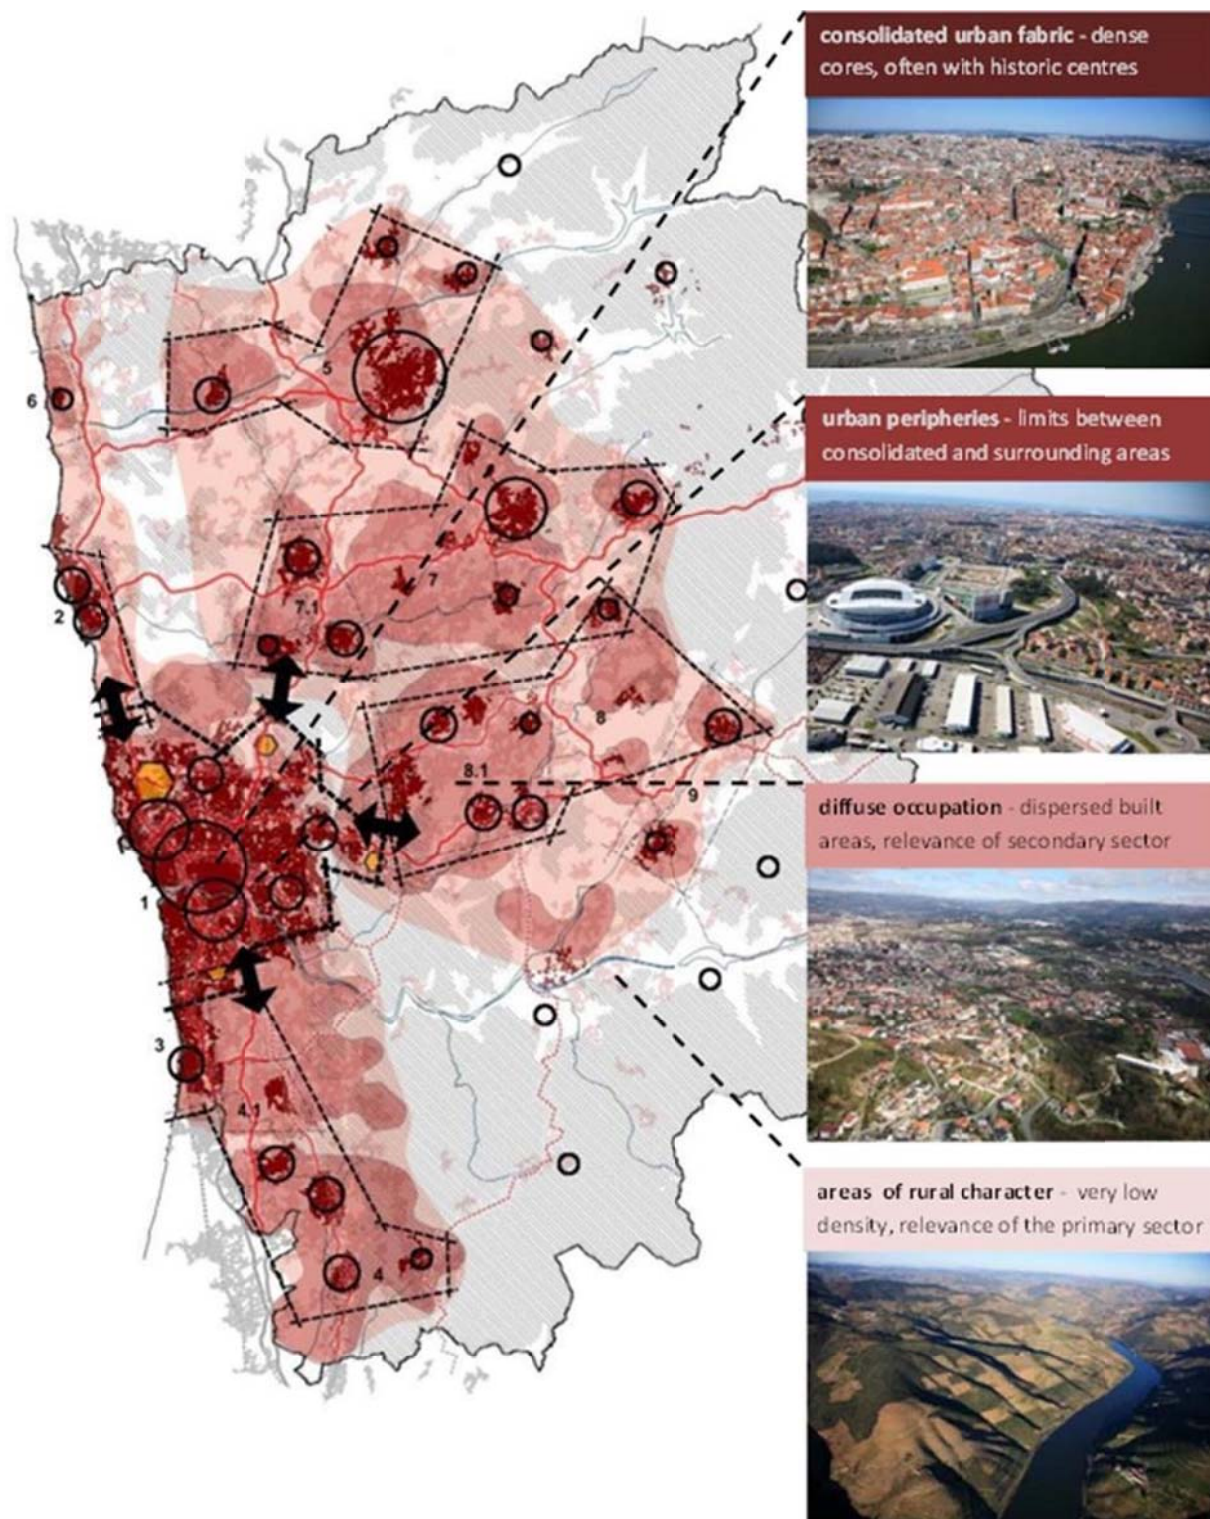 consolidated urban fabric - dense
cores, often with historic centres
urban peripheries - limits between
consolidated and surrounding areas
diffuse occupation - dispersed built
areas, relevance of secondary sector
areas of rural character - very low
density, relevance of the primary sector
5
6
7
2
7.1
8
8.1
9
1
3
4.1
4